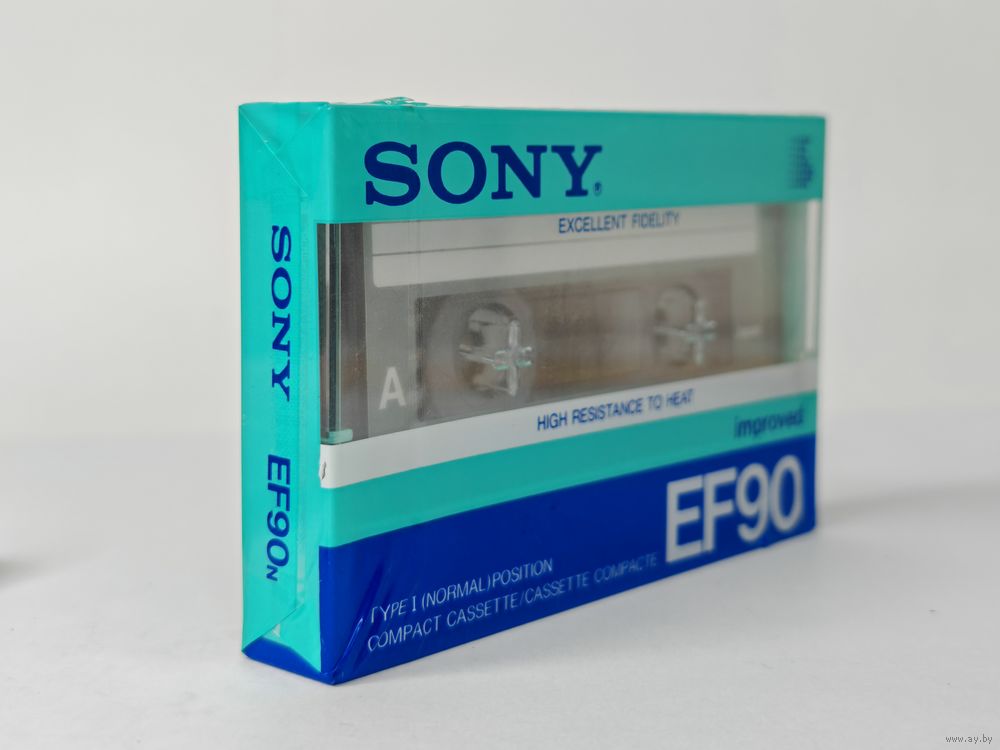 SONY®
EXCELLENT FIDELITY
A
HIGH RESISTANCE TO HEAT
improved
EF90
TYPE I (NORMAL) POSITION
COMPACT CASSETTE/CASSETTE COMPACTE
SONY EF90N
www.ay.by